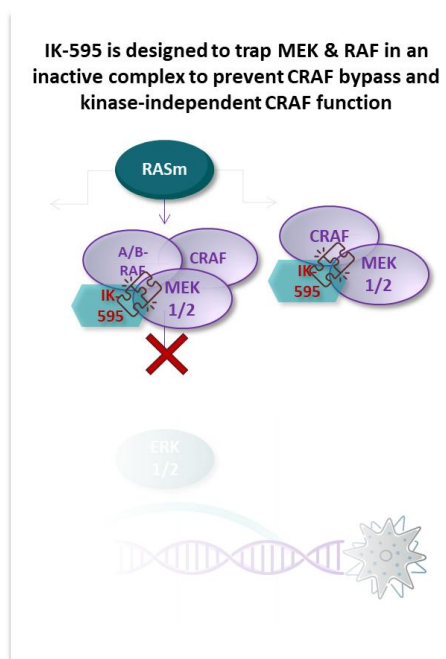 IK-595 is designed to trap MEK & RAF in an
inactive complex to prevent CRAF bypass and
kinase-independent CRAF function
RASm
A/B-
RAF
CRAF
MEK
1/2
IK-
595
CRAF
MEK
1/2
IK-
595
ERK
1/2